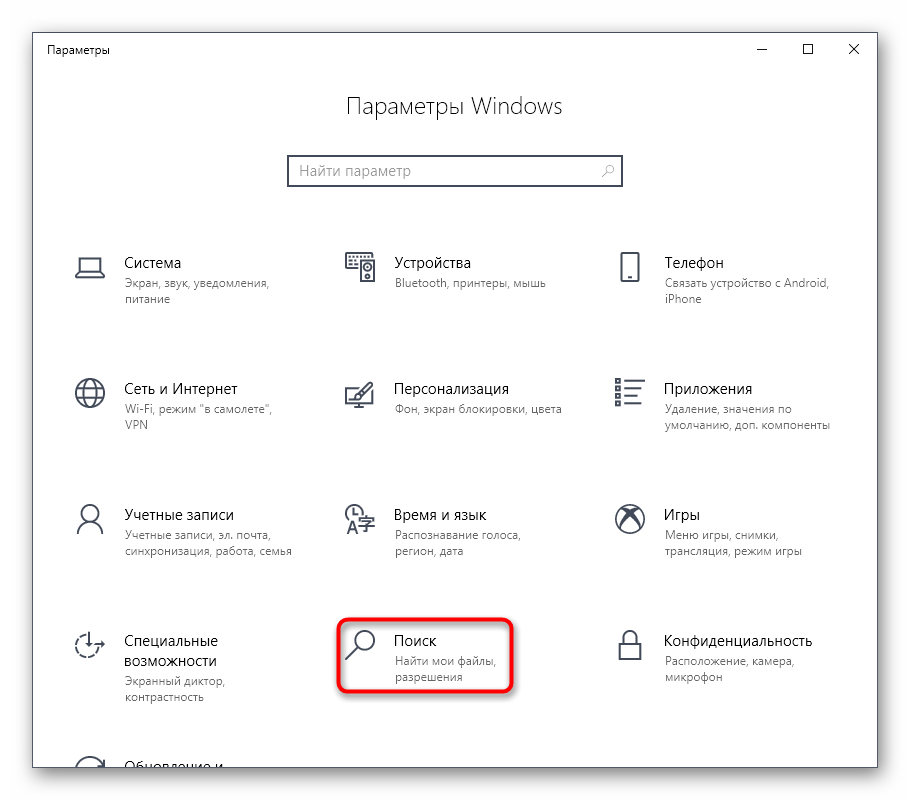 Параметры
Параметры Windows
Найти параметр
Система
Экран, звук, уведомления,
питание
Устройства
Bluetooth, принтеры, мышь
Телефон
Связать устройство с Android,
iPhone
Сеть и Интернет
Wi-Fi, режим "в самолете",
VPN
Персонализация
Фон, экран блокировки, цвета
Приложения
Удаление, значения по
умолчанию, доп. компоненты
Учетные записи
Учетные записи, эл. почта,
синхронизация, работа, семья
Время и язык
Распознавание голоса,
регион, дата
Игры
Меню игры, снимки,
трансляция, режим игры
Специальные
возможности
Экранный диктор,
контрастность
Поиск
Найти мои файлы,
разрешения
Конфиденциальность
Расположение, камера,
микрофон
Обновление и